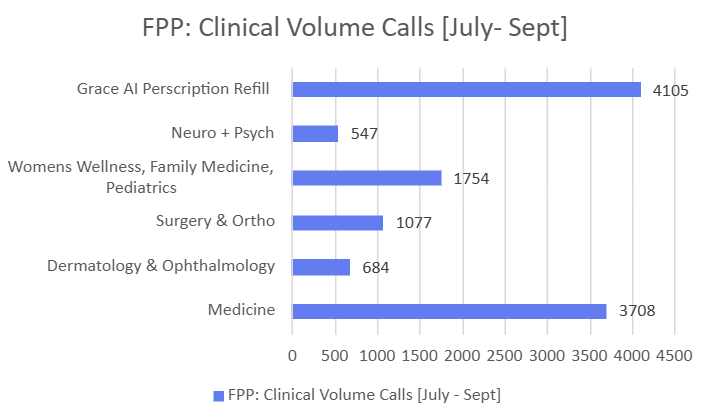 FPP: Clinical Volume Calls [July- Sept]
Grace AI Perscription Refill 4105
Neuro + Psych 547
Womens Wellness, Family Medicine,
Pediatrics 1754
Surgery & Ortho 1077
Dermatology & Ophthalmology 684
Medicine 3708
0 500 1000 1500 2000 2500 3000 3500 4000 4500
FPP: Clinical Volume Calls [July - Sept]